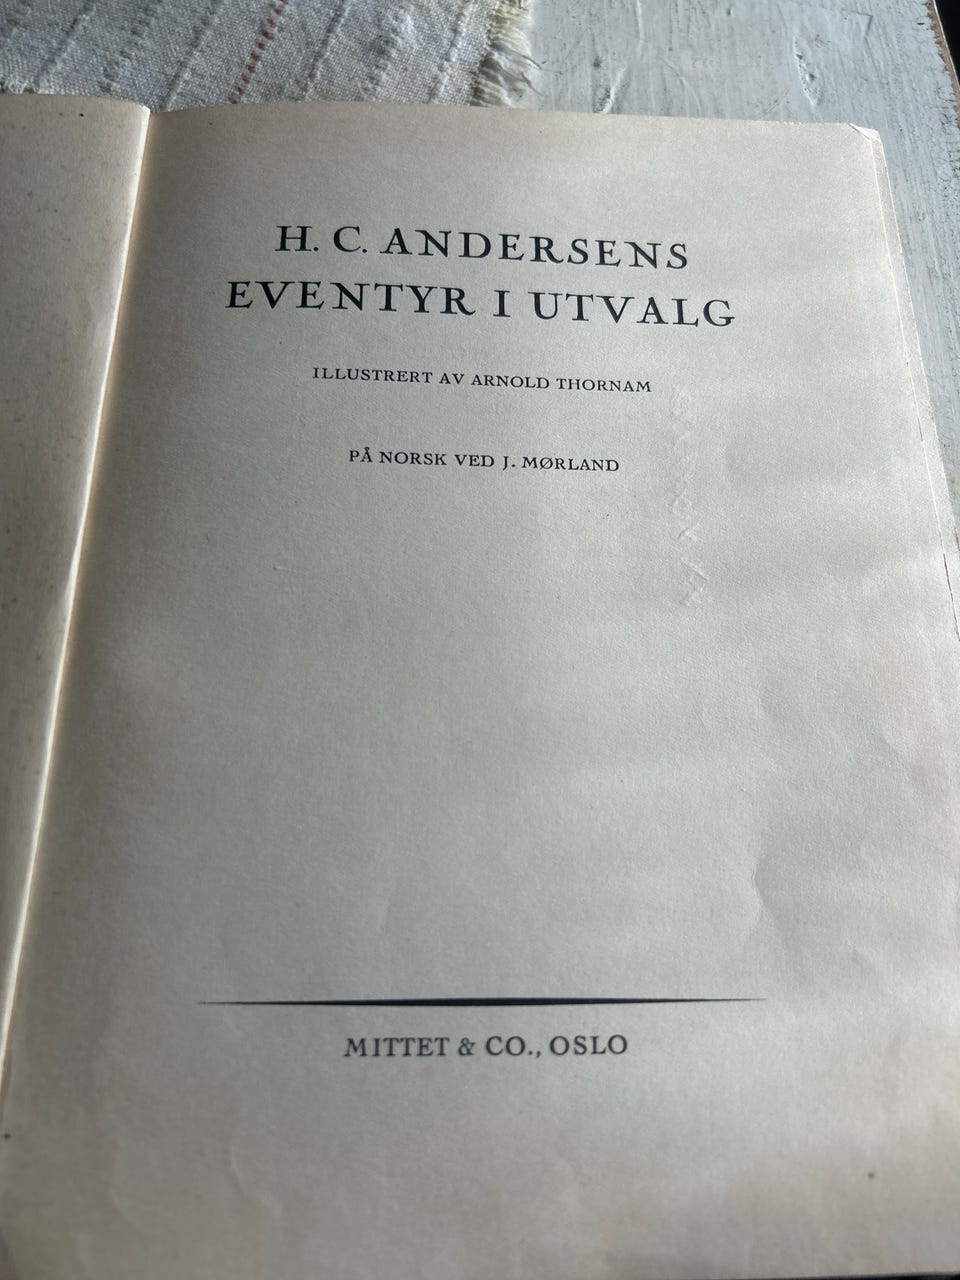 H. C. ANDERSENS
EVENTYR I UTVALG
ILLUSTRERT AV ARNOLD THORNAM
PÅ NORSK VED J. MØRLAND
MITTET & CO., OSLO